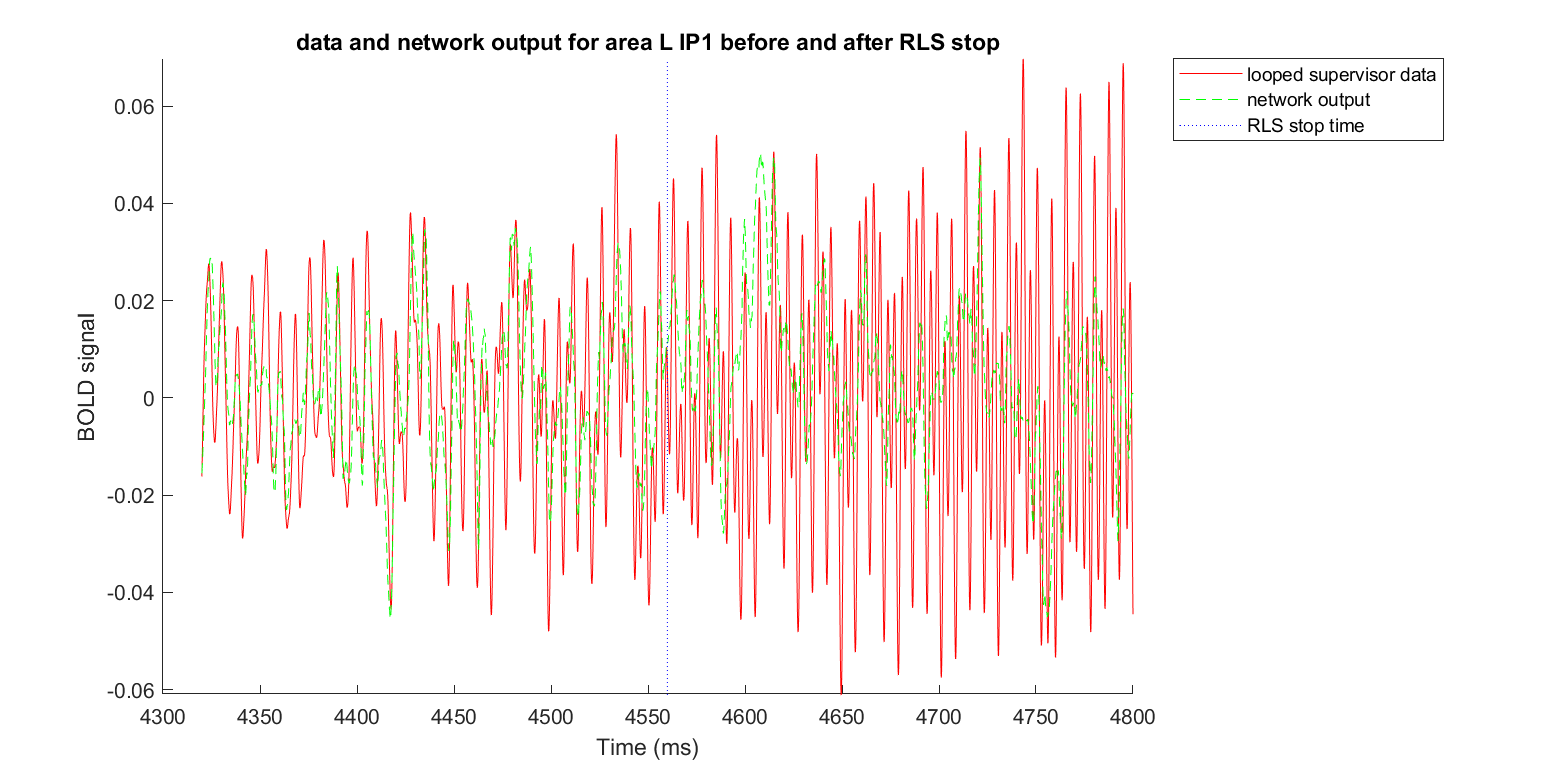 data and network output for area L IP1 before and after RLS stop
looped supervisor data
network output
RLS stop time
BOLD signal
0.06
0.04
0.02
0
-0.02
-0.04
-0.06
4300 4350 4400 4450 4500 4550 4600 4650 4700 4750 4800
Time (ms)